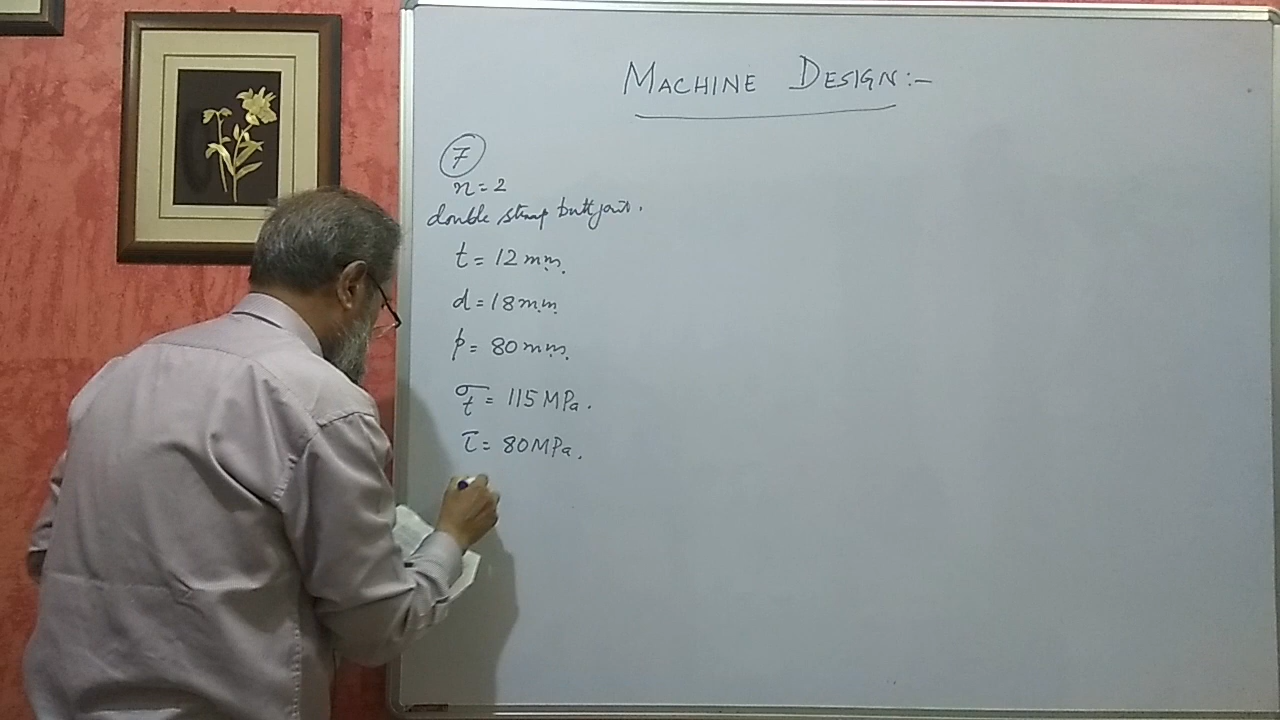 MACHINE DESIGN:-
7
n=2
double strap butt joint.
t = 12 mm.
d = 18 mm
p = 80 mm.
σt = 115 MPa.
τ = 80 MPa.